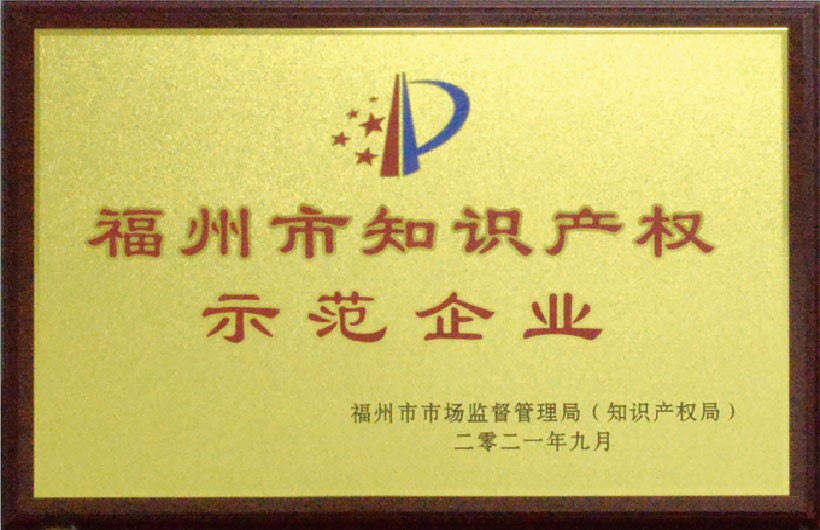 福州市知识产权
示范企业
福州市市场监督管理局（知识产权局）
二零二一年九月